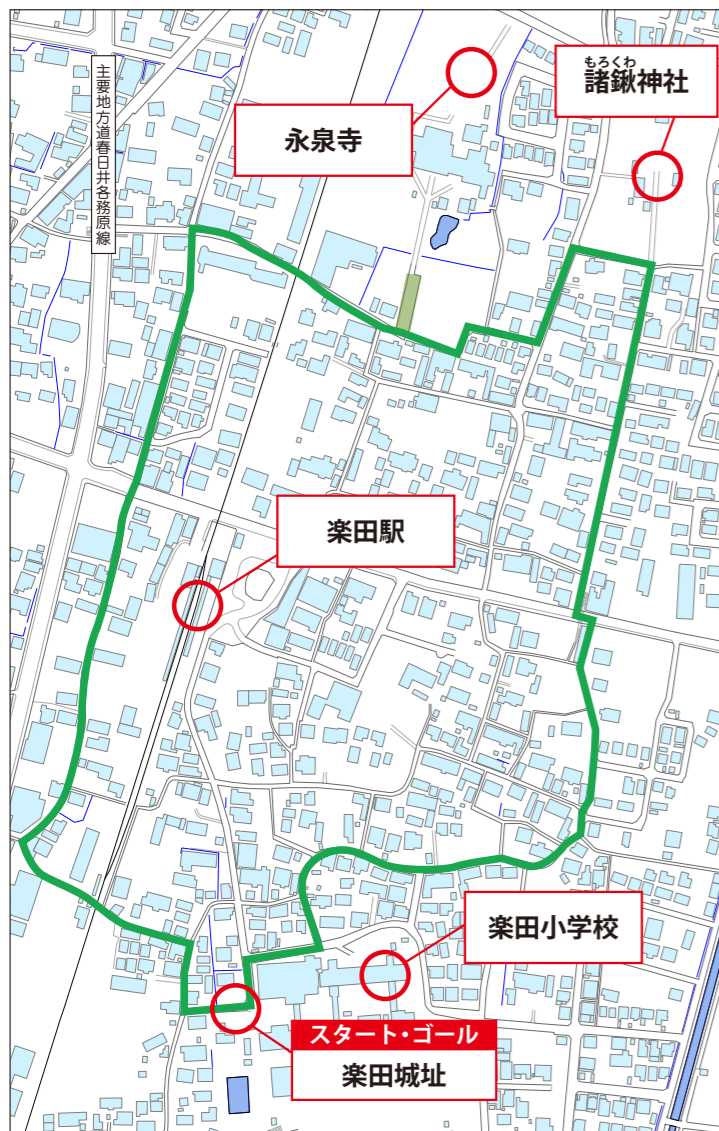 もろくわ
諸鍬神社
永泉寺
主要地方道春日井各務原線
楽田駅
楽田小学校
スタート・ゴール
楽田城址